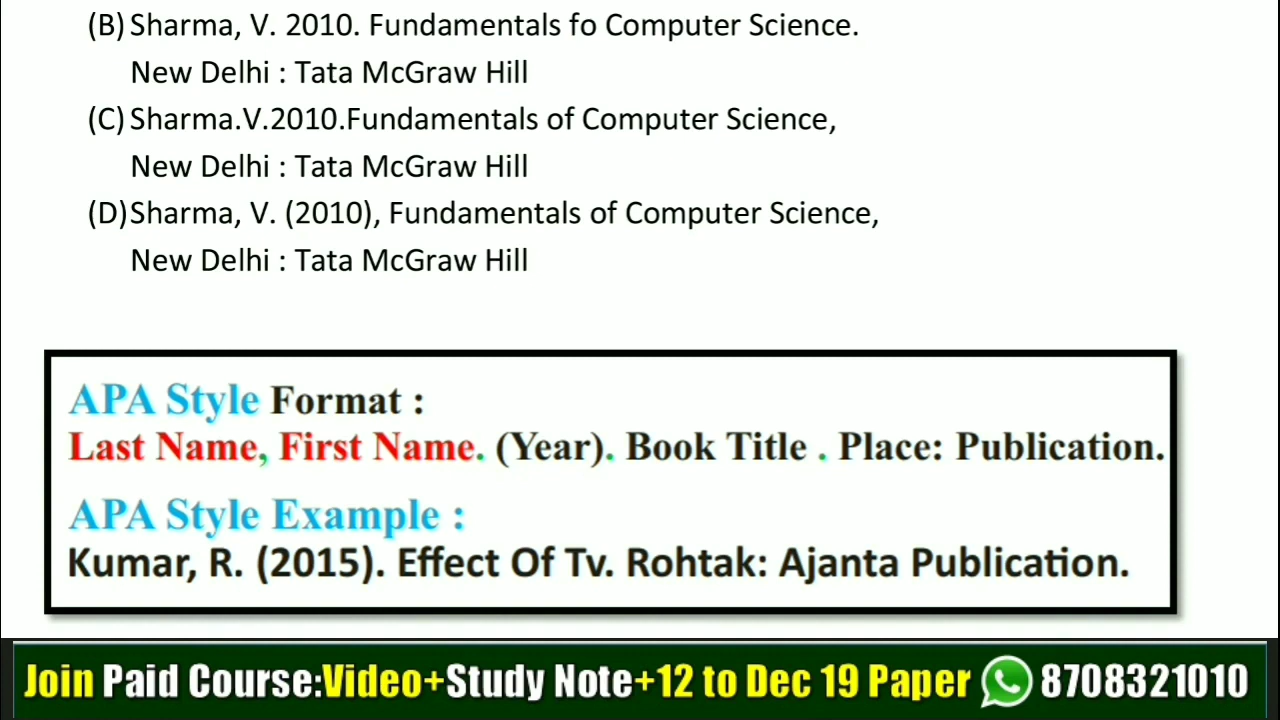 (B) Sharma, V. 2010. Fundamentals fo Computer Science.
New Delhi : Tata McGraw Hill
(C) Sharma.V.2010.Fundamentals of Computer Science,
New Delhi : Tata McGraw Hill
(D) Sharma, V. (2010), Fundamentals of Computer Science,
New Delhi : Tata McGraw Hill
APA Style Format :
Last Name, First Name. (Year). Book Title . Place: Publication.
APA Style Example :
Kumar, R. (2015). Effect Of Tv. Rohtak: Ajanta Publication.
Join Paid Course:Video+Study Note+12 to Dec 19 Paper 8708321010